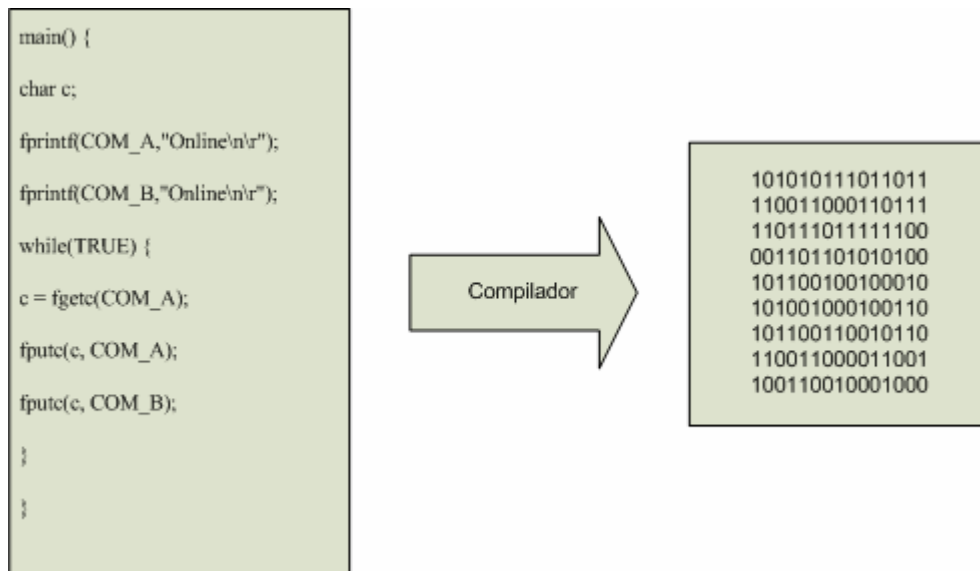 main() {
char c;
fprintf(COM_A,"Online\n\r");
fprintf(COM_B,"Online\n\r");
while(TRUE) {
c = fgetc(COM_A);
fputc(c, COM_A);
fputc(c, COM_B);
}
}
Compilador
101010111011011
110011000110111
110111011111100
001101101010100
101100100100010
101001000100110
101100110010110
110011000011001
100110010001000